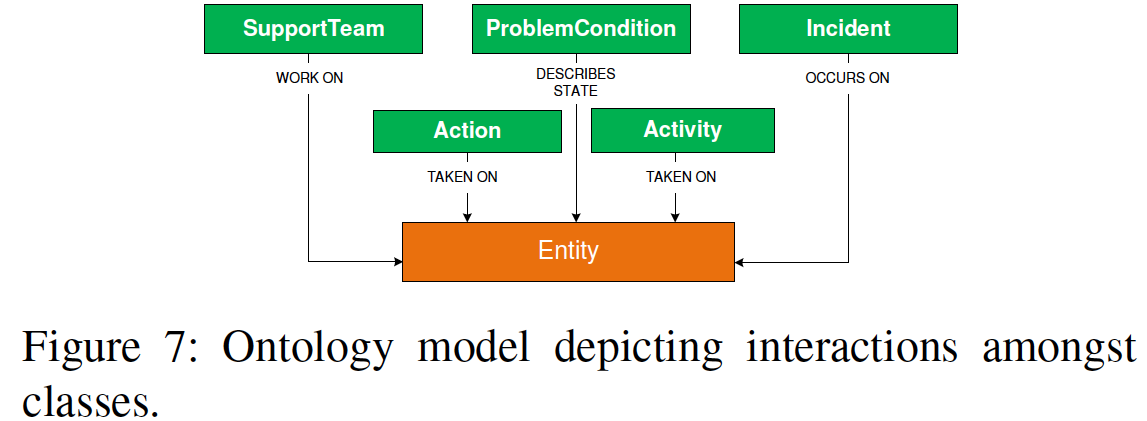 SupportTeam
ProblemCondition
Incident
WORK ON
DESCRIBES
STATE
OCCURS ON
Action
Activity
TAKEN ON
TAKEN ON
Entity
Figure 7: Ontology model depicting interactions amongst
classes.